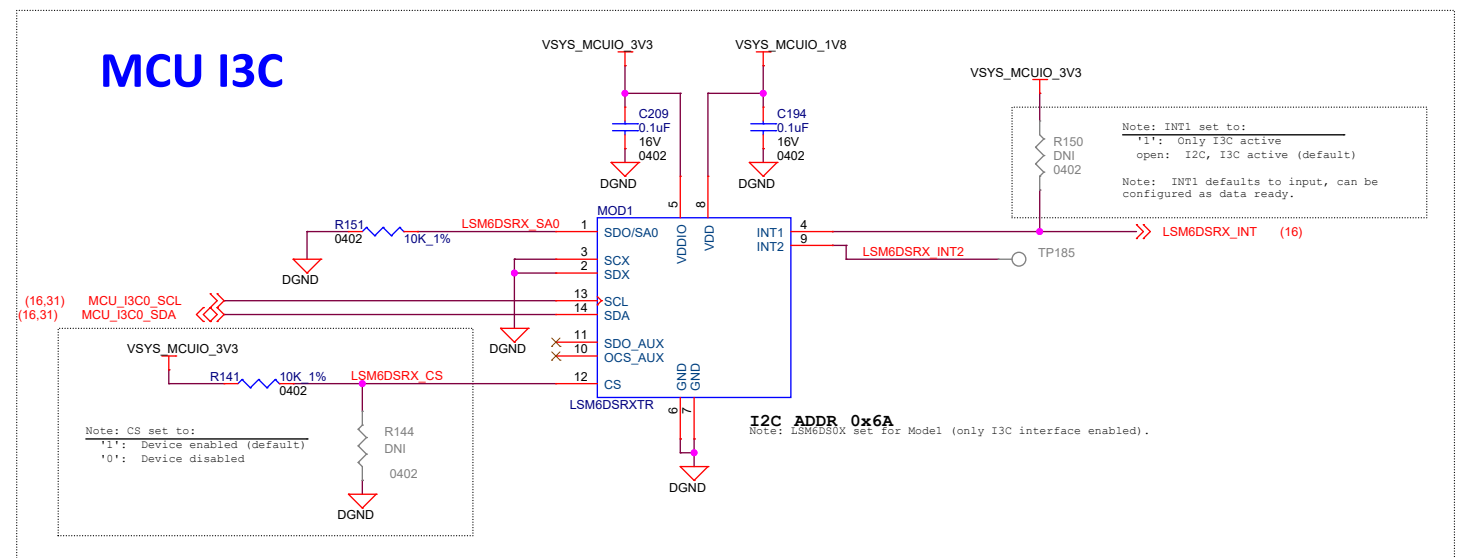 MCU I3C
VSYS_MCUIO_3V3
VSYS_MCUIO_1V8
VSYS_MCUIO_3V3
C209
0.1uF
16V
0402
DGND
C194
0.1uF
16V
0402
DGND
R150
DNI
0402
Note: INT1 set to:
'1': Only I3C active
open: I2C, I3C active (default)
Note: INT1 defaults to input, can be
configured as data ready.
R151
0402
10K_1%
LSM6DSRX_SA0
DGND
MOD1
5
8
1
SDO/SA0
VDDIO
VDD
INT1
4
INT2
9
LSM6DSRX_INT (16)
LSM6DSRX_INT2
TP185
3
SCX
2
SDX
(16,31) MCU_I3C0_SCL
13
SCL
(16,31) MCU_I3C0_SDA
14
SDA
DGND
11
SDO_AUX
10
OCS_AUX
12
CS
GND
GND
6
7
LSM6DSRXTR
DGND
VSYS_MCUIO_3V3
R141
10K_1%
0402
LSM6DSRX_CS
Note: CS set to:
'1': Device enabled (default)
'0': Device disabled
R144
DNI
0402
DGND
I2C ADDR 0x6A
Note: LSM6DS0X set for Mode1 (only I3C interface enabled).